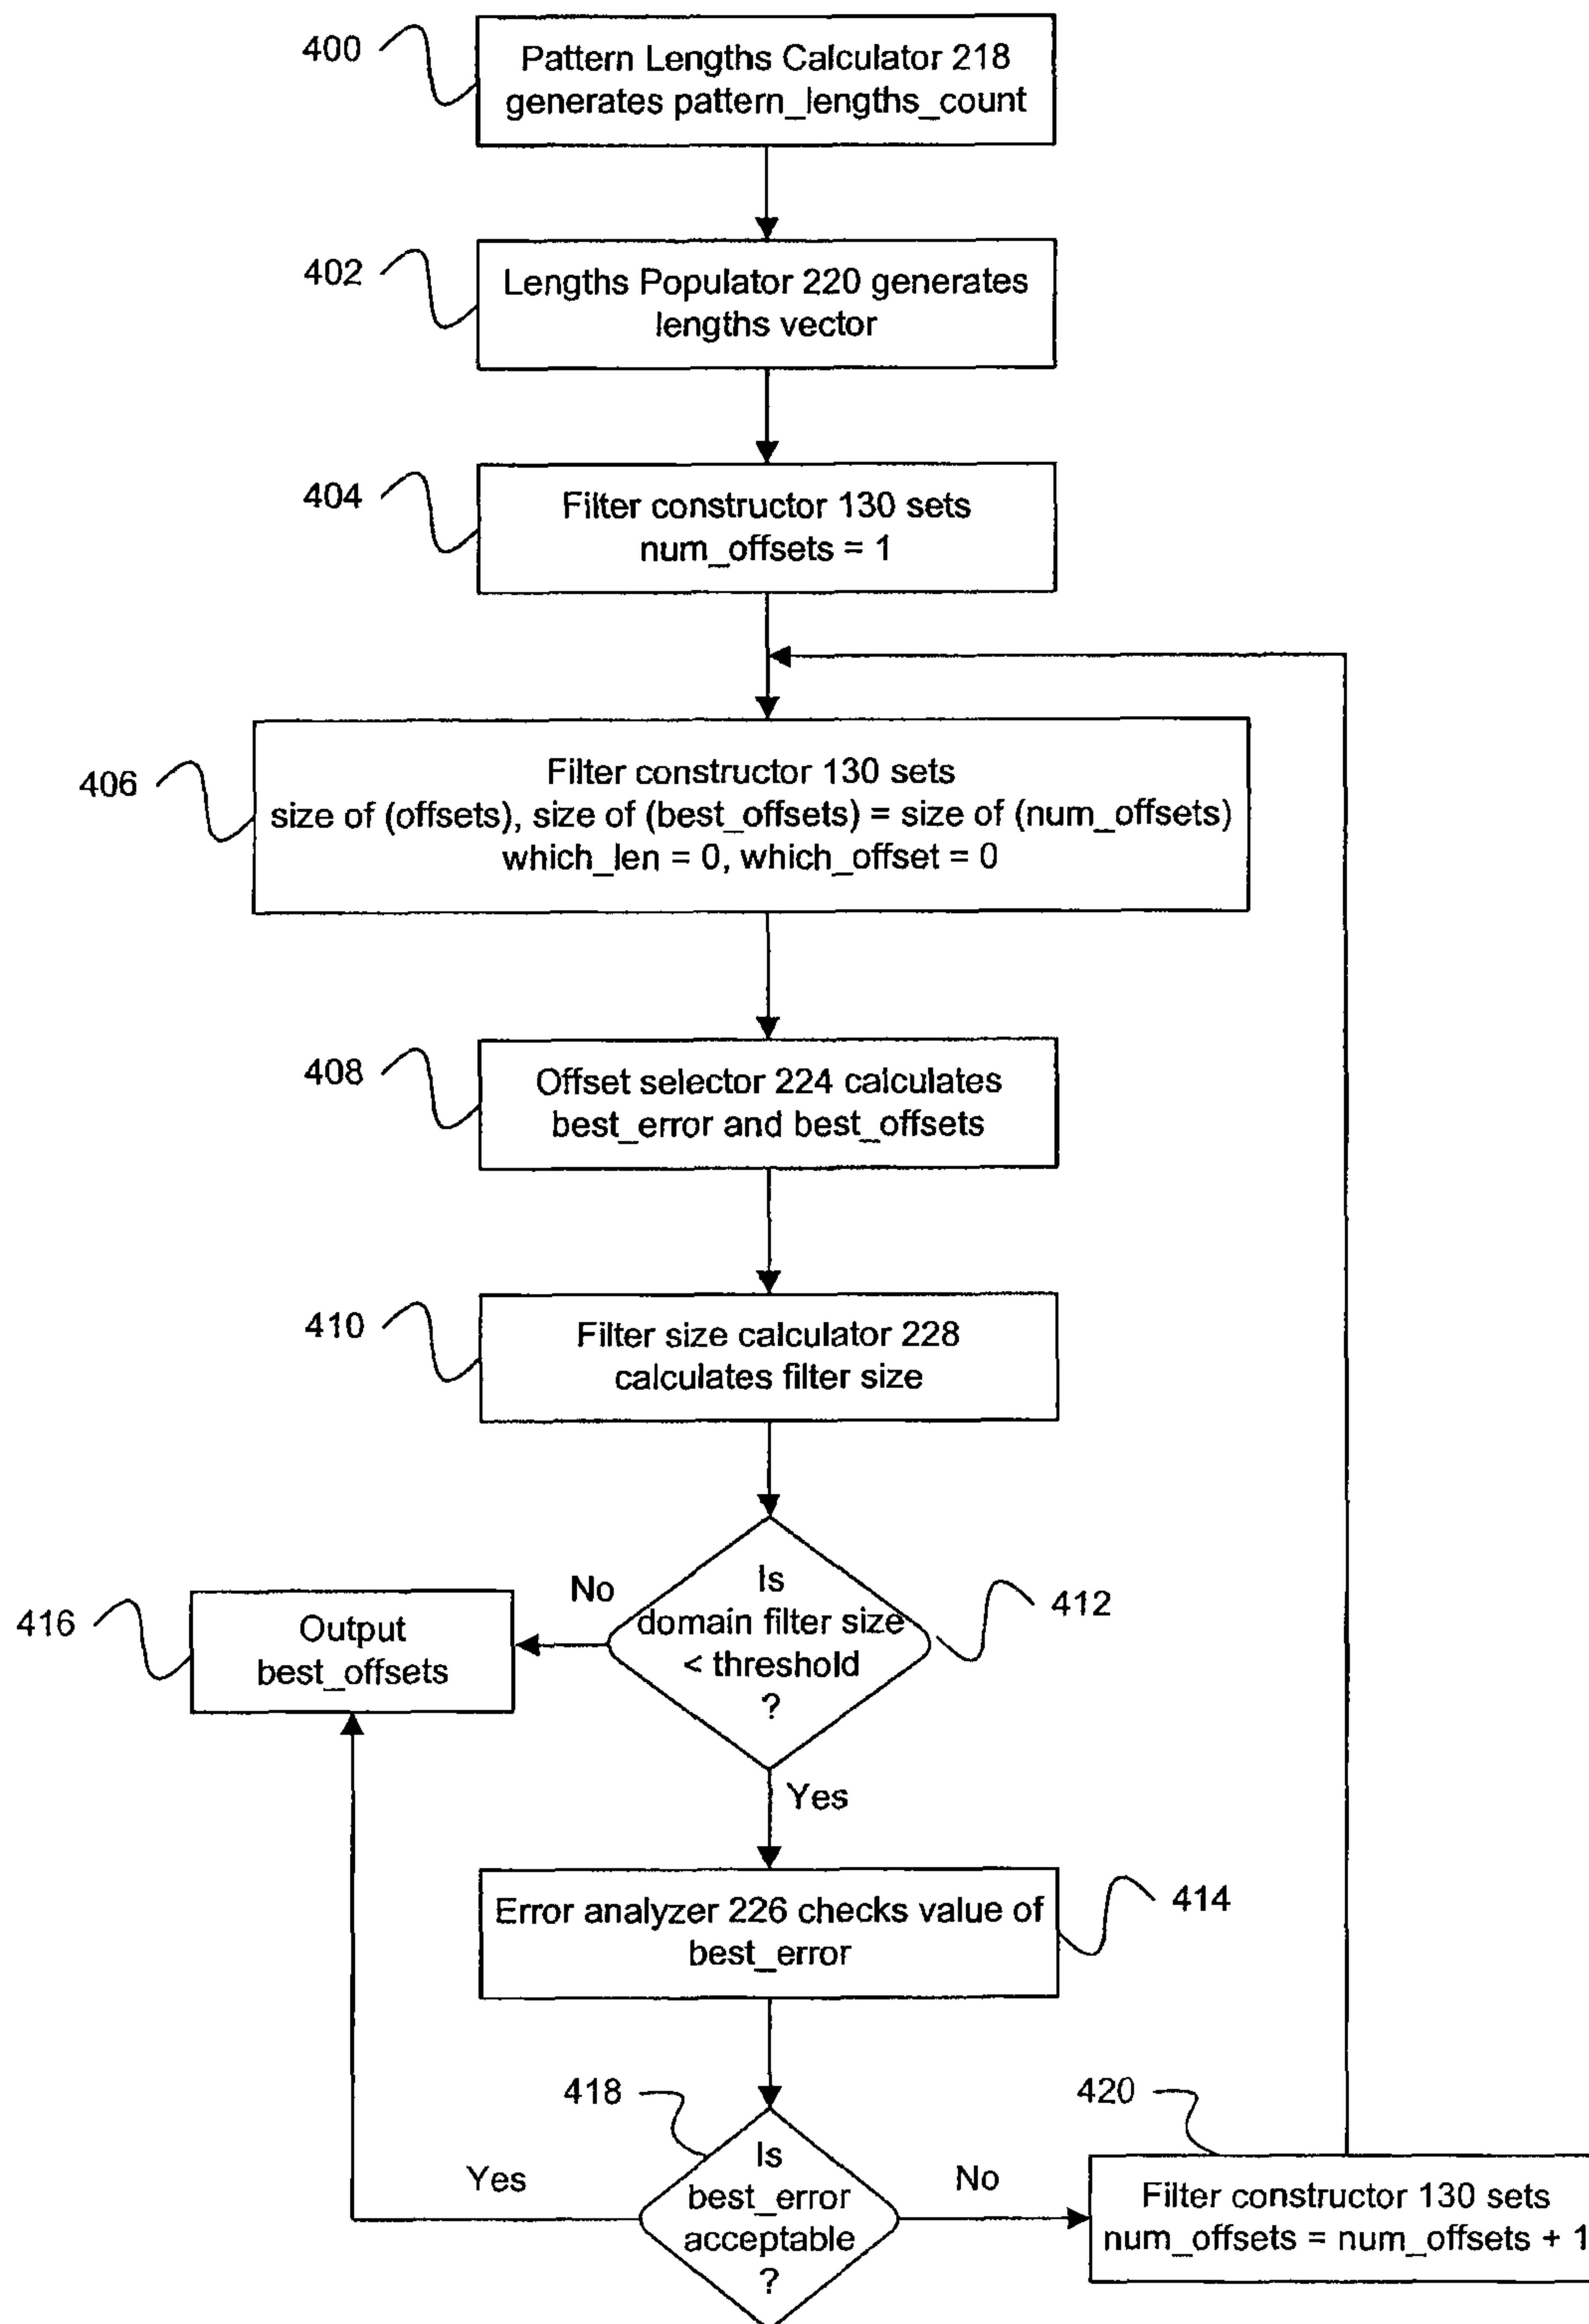 400
Pattern Lengths Calculator 218
generates pattern_lengths_count
402
Lengths Populator 220 generates
lengths vector
404
Filter constructor 130 sets
num_offsets = 1
406
Filter constructor 130 sets
size of (offsets), size of (best_offsets) = size of (num_offsets)
which_len = 0, which_offset = 0
408
Offset selector 224 calculates
best_error and best_offsets
410
Filter size calculator 228
calculates filter size
412
Is
domain filter size
< threshold
?
No
416
Output
best_offsets
Yes
414
Error analyzer 226 checks value of
best_error
418
Is
best_error
acceptable
?
Yes
No
420
Filter constructor 130 sets
num_offsets = num_offsets + 1